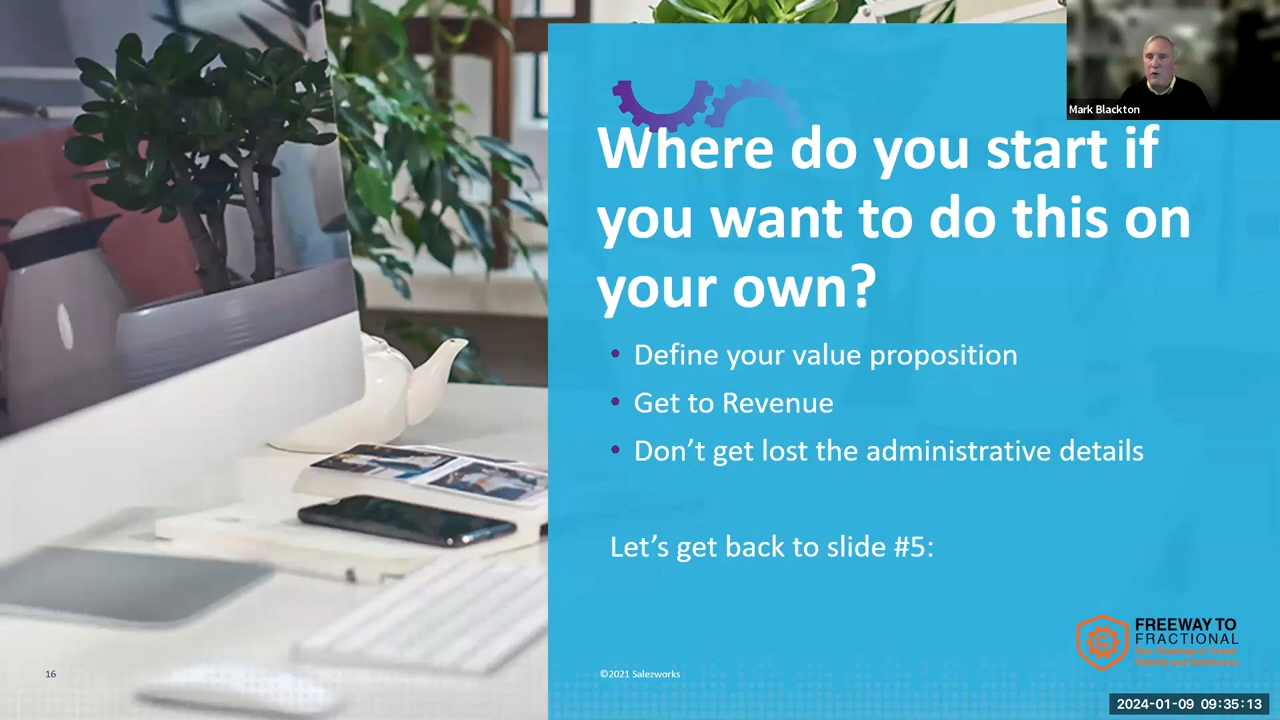 Mark Blackton
Where do you start if
you want to do this on
your own?
• Define your value proposition
• Get to Revenue
• Don’t get lost the administrative details
Let’s get back to slide #5:
FREEWAY TO
FRACTIONAL
16
©2021 Salezworks
2024-01-09 09:35:13